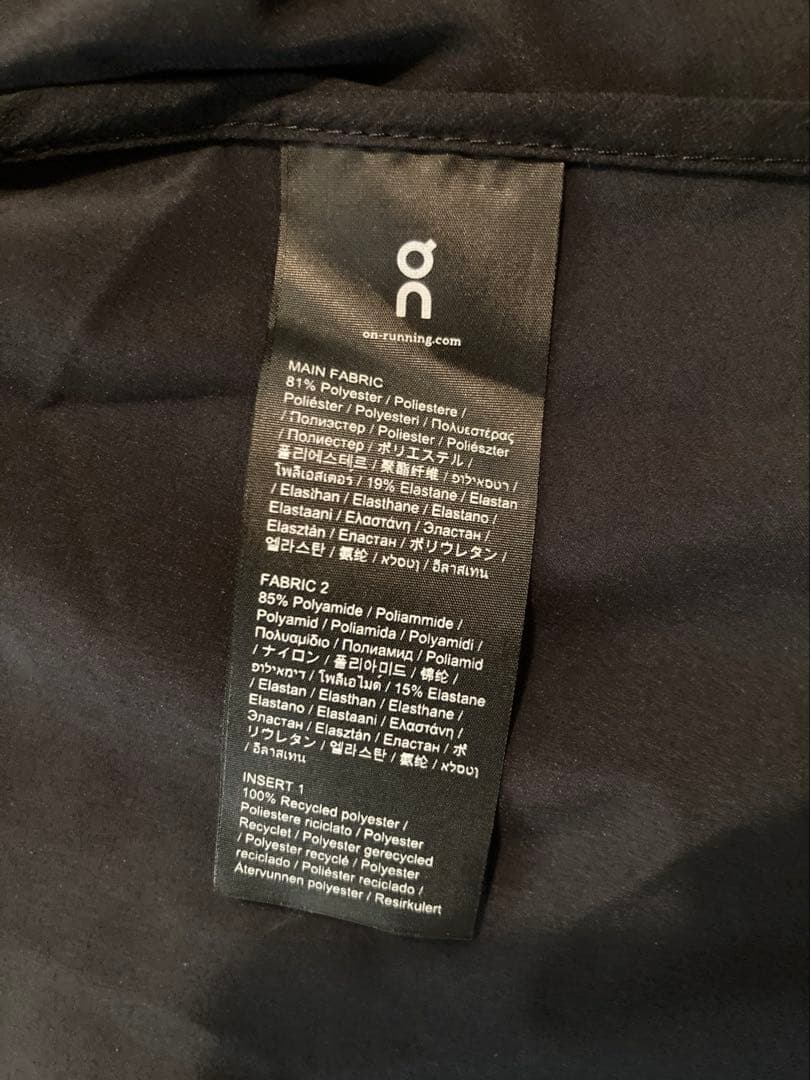 on
on-running.com
MAIN FABRIC
81% Polyester / Poliestere /
Poliéster / Polyesteri / Πολυεστέρας
/ Полиэстер / Poliester / Poliészter
/ Полиестер / ポリエステル /
폴리에스테르 / 聚酯纤维 / פוליאסטר /
โพลีเอสเตอร์ / 19% Elastane / Elastan
/ Elasthan / Elasthane / Elastano /
Elastaani / Ελαστάνη / Эластан /
Elasztán / Еластан / ポリウレタン /
엘라스탄 / 氨纶 / אלסטן / อีลาสเทน
FABRIC 2
85% Polyamide / Poliammide /
Polyamid / Poliamida / Polyamidi /
Πολυαμίδιο / Полиамид / Poliamid
/ ナイロン / 폴리아미드 / 锦纶 /
פוליאמיד / โพลีเอไมด์ / 15% Elastane
/ Elastan / Elasthan / Elasthane /
Elastano / Elastaani / Ελαστάνη /
Эластан / Elasztán / Еластан / ポ
リウレタン / 엘라스탄 / 氨纶 / אלסטן
/ อีลาสเทน
INSERT 1
100% Recycled polyester /
Poliestere riciclato / Polyester
Recyclet / Polyester gerecycled
/ Polyester recyclé / Polyester
reciclado / Poliéster reciclado /
Återvunnen polyester / Resirkulert